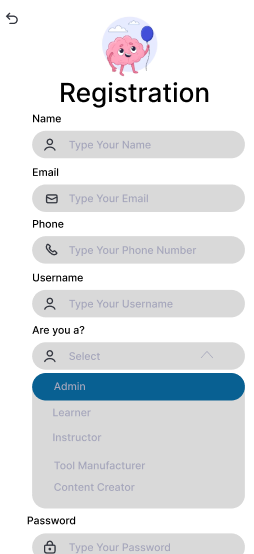 Registration
Name
Type Your Name
Email
Type Your Email
Phone
Type Your Phone Number
Username
Type Your Username
Are you a?
Select
Admin
Learner
Instructor
Tool Manufacturer
Content Creator
Password
Type Your Password